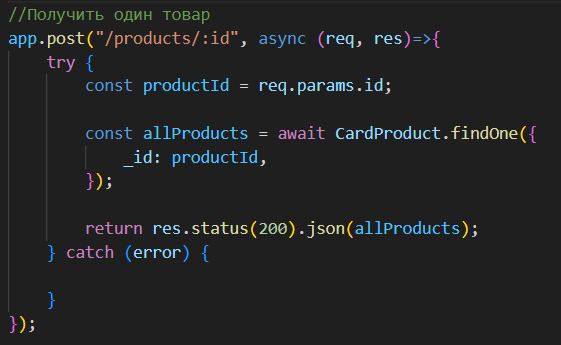 //Получить один товар
app.post("/products/:id", async (req, res)=>{
    try {
        const productId = req.params.id;

        const allProducts = await CardProduct.findOne({
            _id: productId,
        });

        return res.status(200).json(allProducts);
    } catch (error) {

    }
});